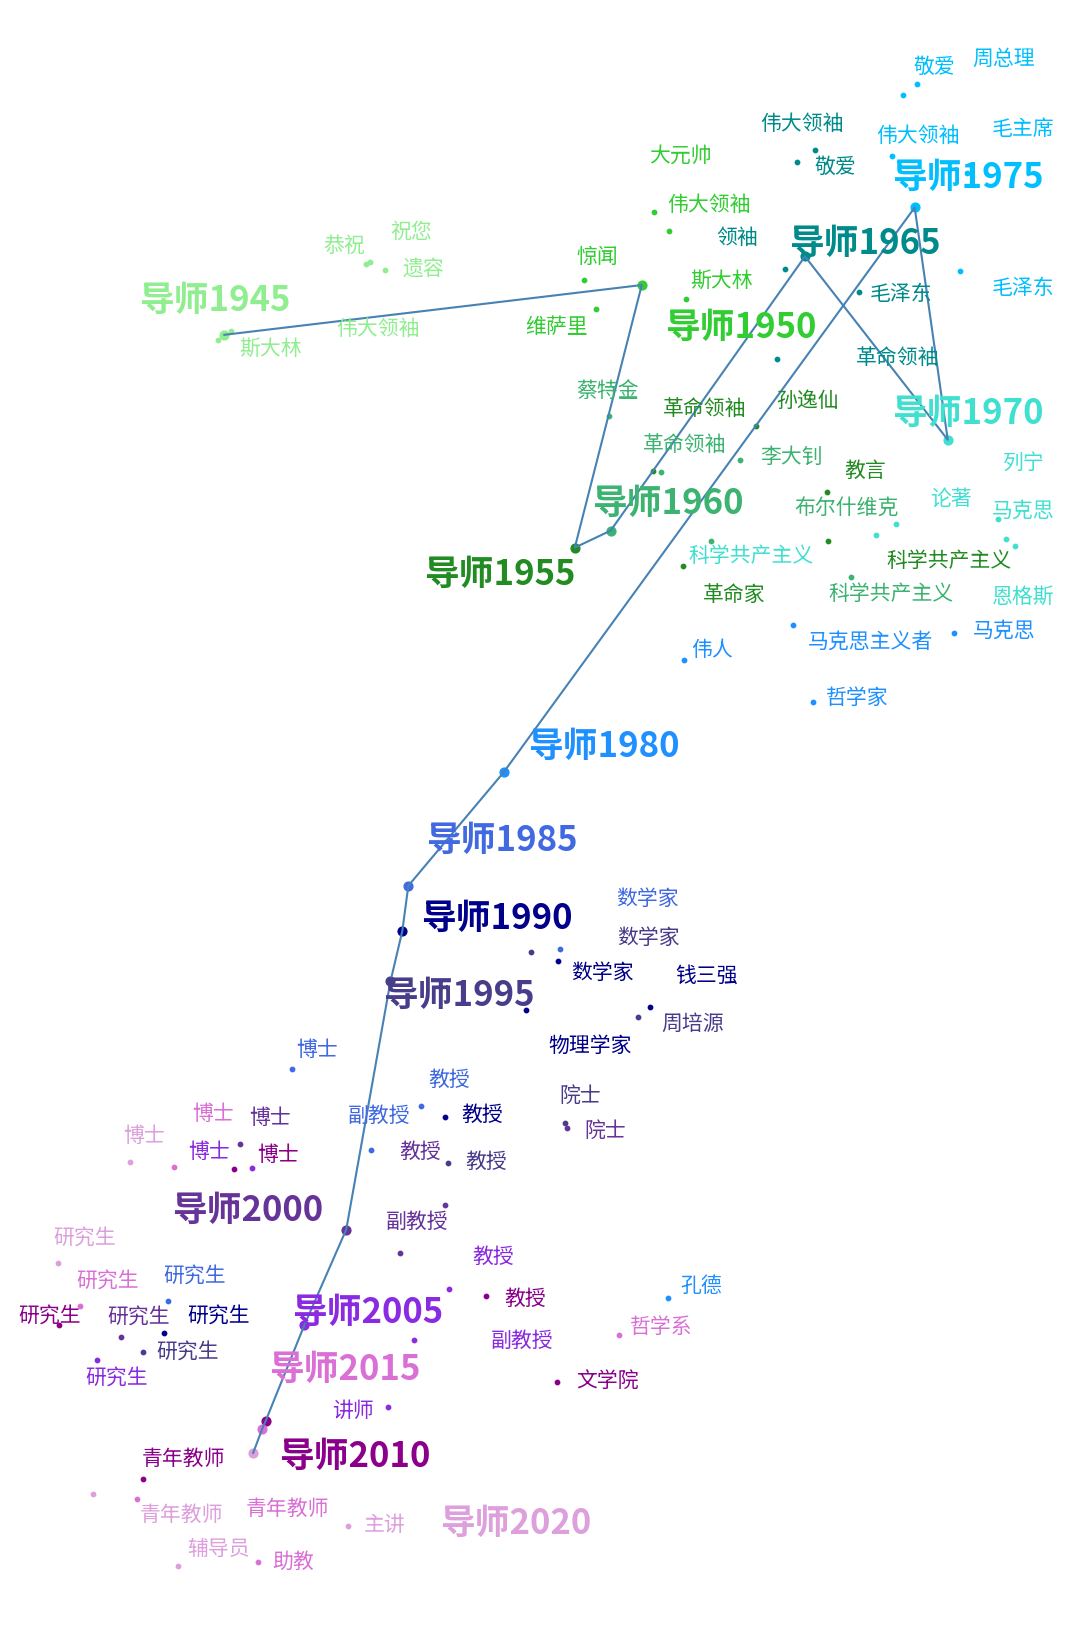 周总理
敬爱
伟大领袖
毛主席
伟大领袖
大元帅
敬爱
导师1975
伟大领袖
祝您
领袖
导师1965
恭祝
惊闻
遗容
斯大林
毛泽东
毛泽东
导师1945
维萨里
导师1950
伟大领袖
斯大林
革命领袖
蔡特金
孙逸仙
革命领袖
导师1970
革命领袖
李大钊
列宁
教言
导师1960
论著
布尔什维克
马克思
科学共产主义
科学共产主义
导师1955
革命家
科学共产主义
恩格斯
马克思
马克思主义者
伟人
哲学家
导师1980
导师1985
数学家
导师1990
数学家
数学家
钱三强
导师1995
周培源
物理学家
博士
教授
院士
博士
博士
副教授
教授
院士
博士
博士
博士
教授
教授
导师2000
副教授
研究生
教授
研究生
研究生
孔德
教授
研究生
研究生
研究生
导师2005
哲学系
副教授
研究生
导师2015
研究生
文学院
讲师
青年教师
导师2010
青年教师
青年教师
主讲
导师2020
辅导员
助教